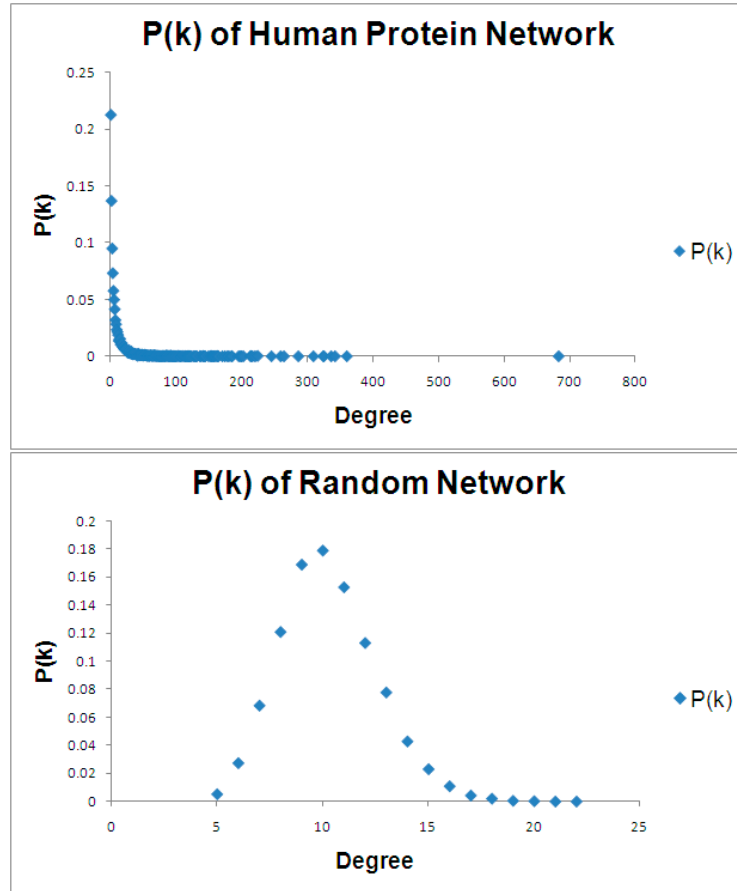 P(k) of Human Protein Network
0.25
0.2
0.15
0.1
0.05
0
P(k)
0 100 200 300 400 500 600 700 800
Degree
P(k)
P(k) of Random Network
0.2
0.18
0.16
0.14
0.12
0.1
0.08
0.06
0.04
0.02
0
P(k)
0 5 10 15 20 25
Degree
P(k)